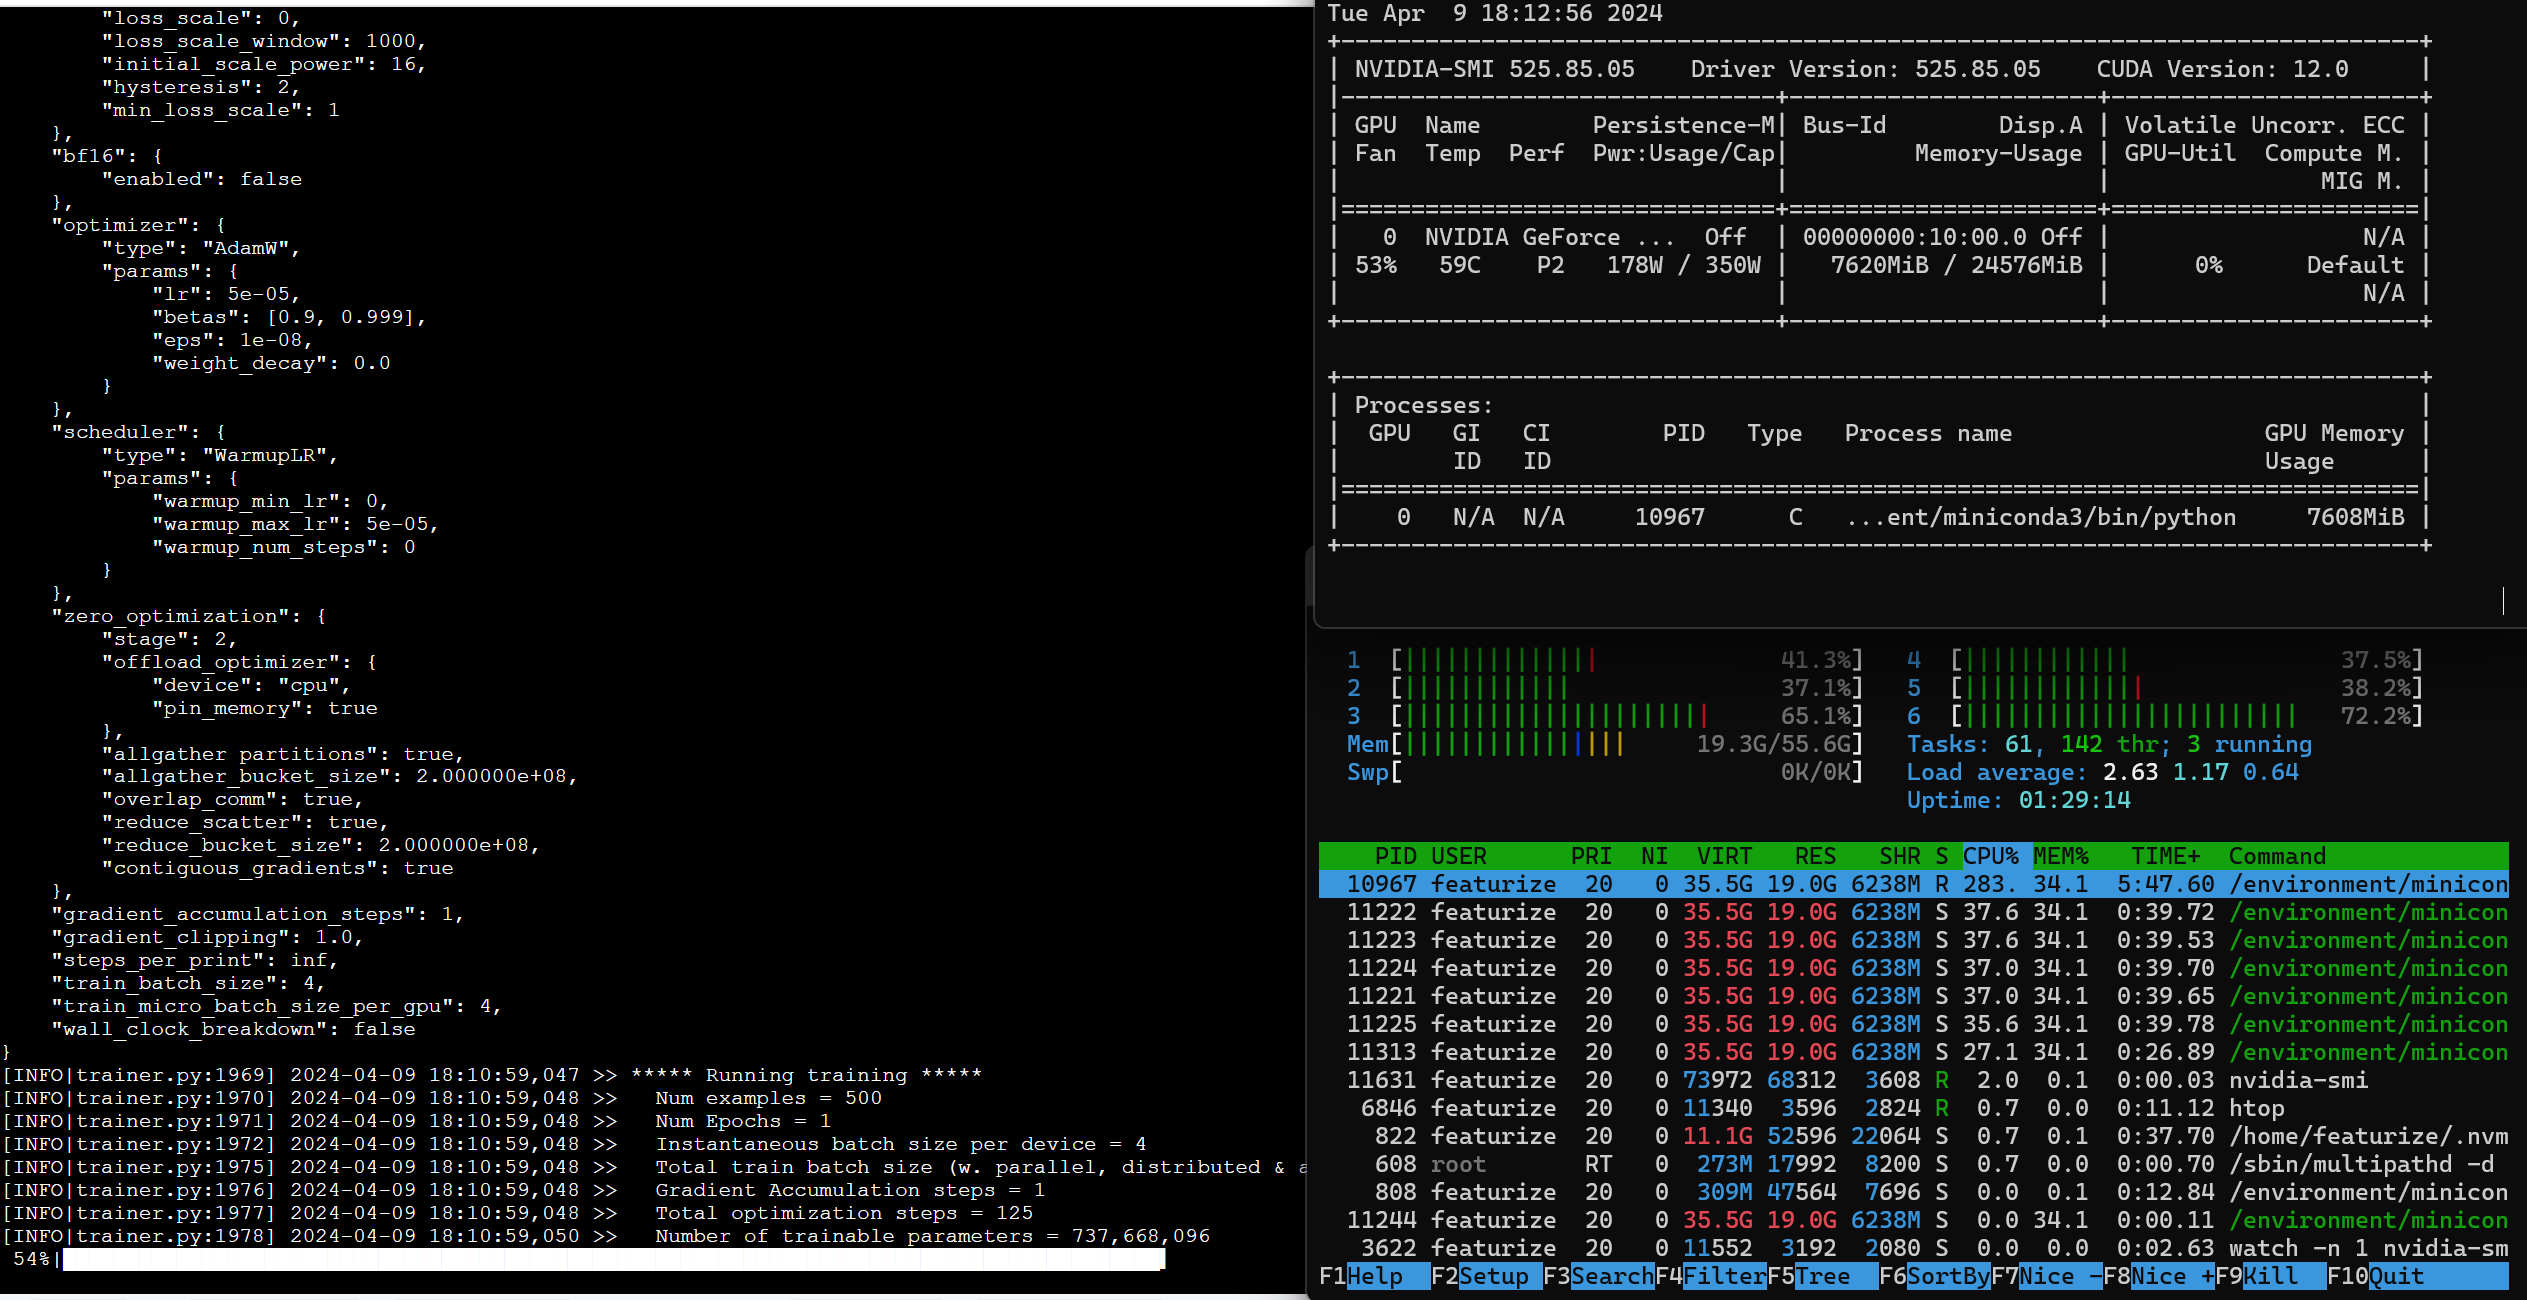 "loss_scale": 0,
"loss_scale_window": 1000,
"initial_scale_power": 16,
"hysteresis": 2,
"min_loss_scale": 1
},
"bf16": {
"enabled": false
},
"optimizer": {
"type": "AdamW",
"params": {
"lr": 5e-05,
"betas": [0.9, 0.999],
"eps": 1e-08,
"weight_decay": 0.0
}
},
"scheduler": {
"type": "WarmupLR",
"params": {
"warmup_min_lr": 0,
"warmup_max_lr": 5e-05,
"warmup_num_steps": 0
}
},
"zero_optimization": {
"stage": 2,
"offload_optimizer": {
"device": "cpu",
"pin_memory": true
},
"allgather_partitions": true,
"allgather_bucket_size": 2.000000e+08,
"overlap_comm": true,
"reduce_scatter": true,
"reduce_bucket_size": 2.000000e+08,
"contiguous_gradients": true
},
"gradient_accumulation_steps": 1,
"gradient_clipping": 1.0,
"steps_per_print": inf,
"train_batch_size": 4,
"train_micro_batch_size_per_gpu": 4,
"wall_clock_breakdown": false
}
[INFO|trainer.py:1969] 2024-04-09 18:10:59,047 >> ***** Running training *****
[INFO|trainer.py:1970] 2024-04-09 18:10:59,048 >>   Num examples = 500
[INFO|trainer.py:1971] 2024-04-09 18:10:59,048 >>   Num Epochs = 1
[INFO|trainer.py:1972] 2024-04-09 18:10:59,048 >>   Instantaneous batch size per device = 4
[INFO|trainer.py:1975] 2024-04-09 18:10:59,048 >>   Total train batch size (w. parallel, distributed & a
[INFO|trainer.py:1976] 2024-04-09 18:10:59,048 >>   Gradient Accumulation steps = 1
[INFO|trainer.py:1977] 2024-04-09 18:10:59,048 >>   Total optimization steps = 125
[INFO|trainer.py:1978] 2024-04-09 18:10:59,050 >>   Number of trainable parameters = 737,668,096
54%|
Tue Apr  9 18:12:56 2024
| NVIDIA-SMI 525.85.05    Driver Version: 525.85.05    CUDA Version: 12.0     |
| GPU  Name        Persistence-M| Bus-Id        Disp.A | Volatile Uncorr. ECC |
| Fan  Temp  Perf  Pwr:Usage/Cap|         Memory-Usage | GPU-Util  Compute M. |
|                               |                      |               MIG M. |
|   0  NVIDIA GeForce ...  Off  | 00000000:10:00.0 Off |                  N/A |
| 53%   59C    P2   178W / 350W |   7620MiB / 24576MiB |      0%      Default |
|                               |                      |                  N/A |
| Processes:                                                                  |
|  GPU   GI   CI        PID   Type   Process name                  GPU Memory |
|        ID   ID                                                   Usage      |
|    0   N/A  N/A     10967      C   ...ent/miniconda3/bin/python     7608MiB |
1 [41.3%] 4 [37.5%]
2 [37.1%] 5 [38.2%]
3 [65.1%] 6 [72.2%]
Mem[19.3G/55.6G] Tasks: 61, 142 thr; 3 running
Swp[0K/0K] Load average: 2.63 1.17 0.64
Uptime: 01:29:14
PID USER PRI NI VIRT RES SHR S CPU% MEM% TIME+ Command
10967 featurize 20 0 35.5G 19.0G 6238M R 283. 34.1 5:47.60 /environment/minicon
11222 featurize 20 0 35.5G 19.0G 6238M S 37.6 34.1 0:39.72 /environment/minicon
11223 featurize 20 0 35.5G 19.0G 6238M S 37.6 34.1 0:39.53 /environment/minicon
11224 featurize 20 0 35.5G 19.0G 6238M S 37.0 34.1 0:39.70 /environment/minicon
11221 featurize 20 0 35.5G 19.0G 6238M S 37.0 34.1 0:39.65 /environment/minicon
11225 featurize 20 0 35.5G 19.0G 6238M S 35.6 34.1 0:39.78 /environment/minicon
11313 featurize 20 0 35.5G 19.0G 6238M S 27.1 34.1 0:26.89 /environment/minicon
11631 featurize 20 0 73972 68312 3608 R 2.0 0.1 0:00.03 nvidia-smi
6846 featurize 20 0 11340 3596 2824 R 0.7 0.0 0:11.12 htop
822 featurize 20 0 11.1G 52596 22064 S 0.7 0.1 0:37.70 /home/featurize/.nvm
608 root RT 0 273M 17992 8200 S 0.7 0.0 0:00.70 /sbin/multipathd -d
808 featurize 20 0 309M 47564 7696 S 0.0 0.1 0:12.84 /environment/minicon
11244 featurize 20 0 35.5G 19.0G 6238M S 0.0 34.1 0:00.11 /environment/minicon
3622 featurize 20 0 11552 3192 2080 S 0.0 0.0 0:02.63 watch -n 1 nvidia-sm
F1Help F2Setup F3SearchF4FilterF5Tree F6SortByF7Nice -F8Nice +F9Kill F10Quit